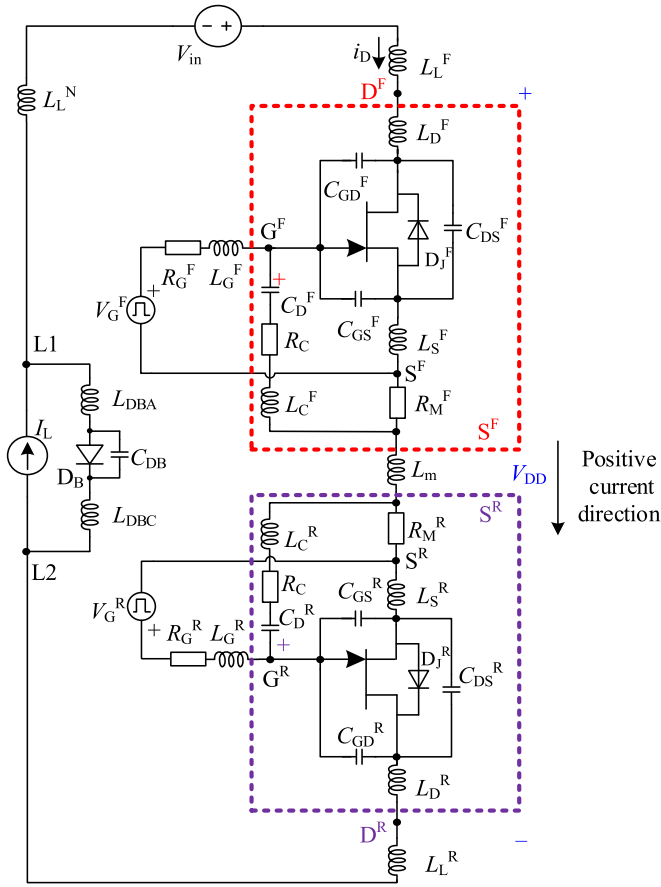 − +
V_in
i_D
L_L^F
L_L^N
D^F
+
L_D^F
C_GD^F
G^F
C_DS^F
D_J^F
R_G^F
L_G^F
+
+
C_D^F
V_G^F
C_GS^F
R_C
L_S^F
L1
S^F
L_DBA
L_C^F
R_M^F
I_L
S^F
C_DB
D_B
L_m
V_DD
Positive
current
direction
L_DBC
S^R
L_C^R
R_M^R
L2
S^R
R_C
C_GS^R
L_S^R
V_G^R
C_D^R
+
R_G^R
L_G^R
+
D_J^R
G^R
C_DS^R
C_GD^R
L_D^R
D^R
−
L_L^R